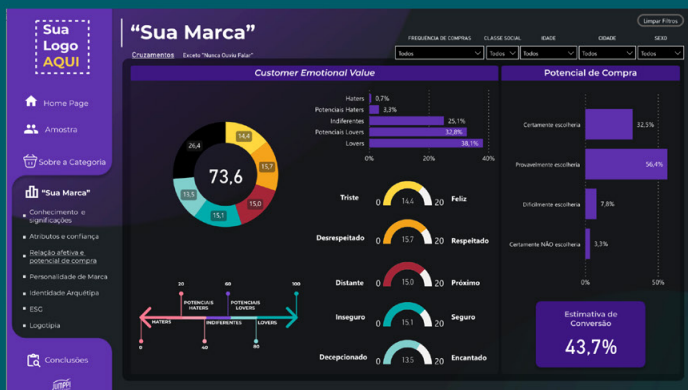 Sua
Logo
AQUI
"Sua Marca"
Cruzamentos
Exceto "Nunca Ouviu Falar"
Limpar Filtros
FREQUÊNCIA DE COMPRAS
CLASSE SOCIAL
IDADE
CIDADE
SEXO
Todos
Todos
Todos
Todos
Todos
Home Page
Amostra
Sobre a Categoria
"Sua Marca"
Conhecimento e
significações
Atributos e confiança
Relação afetiva e
potencial de compra
Personalidade de Marca
Identidade Arquétipa
ESG
Logotipia
Conclusões
JUMPPI
Customer Emotional Value
14,4
15,7
15,0
15,1
13,5
26,4
73,6
Haters 0,7%
Potenciais Haters 3,3%
Indiferentes 25,1%
Potenciais Lovers 32,8%
Lovers 38,1%
0% 20% 40%
Triste 0 14,4 20 Feliz
Desrespeitado 0 15,7 20 Respeitado
Distante 0 15,0 20 Próximo
Inseguro 0 15,1 20 Seguro
Decepcionado 0 13,5 20 Encantado
20 60 100
POTENCIAIS
HATERS
POTENCIAIS
LOVERS
HATERS INDIFERENTES LOVERS
0 40 80
Potencial de Compra
Certamente escolheria 32,5%
Provavelmente escolheria 56,4%
Dificilmente escolheria 7,8%
Certamente NÃO escolheria 3,3%
0% 50%
Estimativa de
Conversão
43,7%